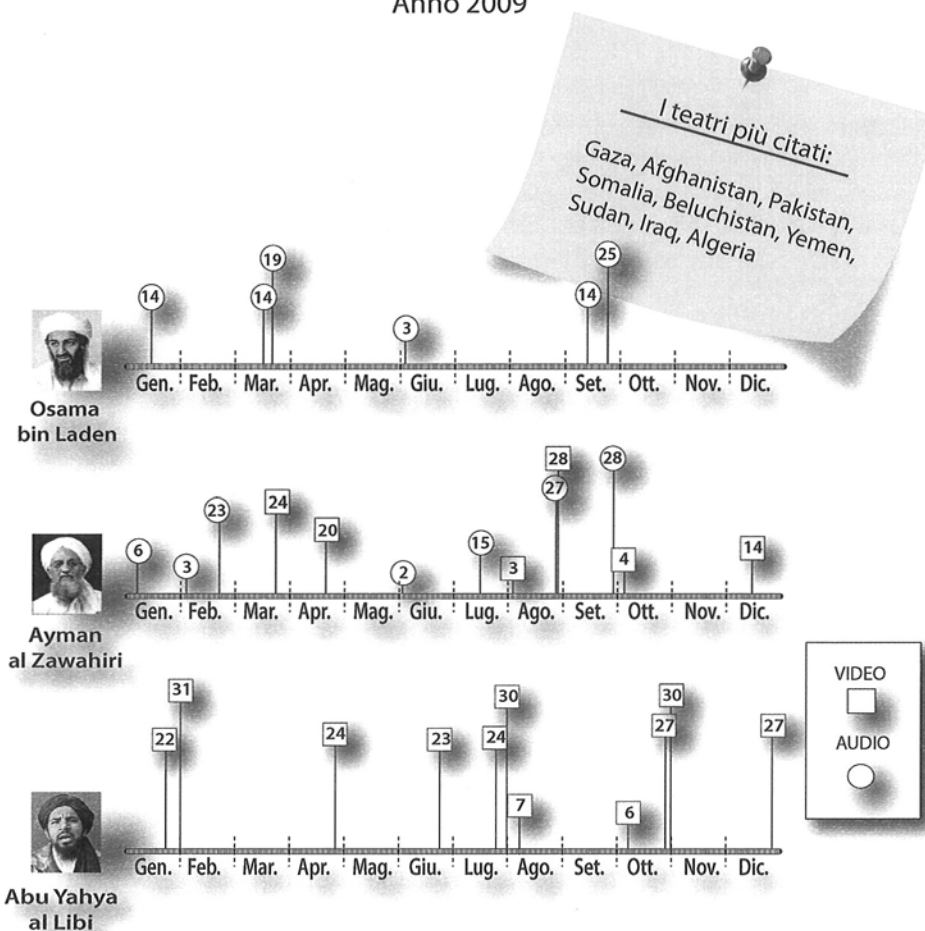 Anno 2009
I teatri più citati:
Gaza, Afghanistan, Pakistan,
Somalia, Beluchistan, Yemen,
Sudan, Iraq, Algeria
14
14
19
3
14
25
Gen. Feb. Mar. Apr. Mag. Giu. Lug. Ago. Set. Ott. Nov. Dic.
Osama
bin Laden
6
3
23
24
20
2
15
3
28
27
28
4
14
Gen. Feb. Mar. Apr. Mag. Giu. Lug. Ago. Set. Ott. Nov. Dic.
Ayman
al Zawahiri
22
31
24
23
24
30
7
6
27
30
27
Gen. Feb. Mar. Apr. Mag. Giu. Lug. Ago. Set. Ott. Nov. Dic.
Abu Yahya
al Libi
VIDEO
AUDIO